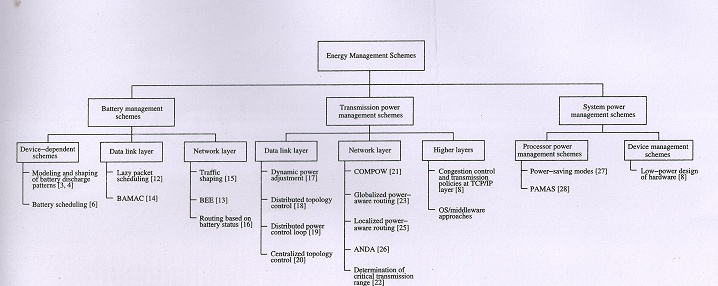 Energy Management Schemes
Battery management
schemes
Transmission power
management schemes
System power
management schemes
Device-dependent
schemes
Data link layer
Network layer
Data link layer
Network layer
Higher layers
Processor power
management schemes
Device management
schemes
Modeling and shaping
of battery discharge
patterns [3, 4]
Battery scheduling [6]
Lazy packet
scheduling [12]
BAMAC [14]
Traffic
shaping [15]
BEE [13]
Routing based on
battery status [16]
Dynamic power
adjustment [17]
Distributed topology
control [18]
Distributed power
control loop [19]
Centralized topology
control [20]
COMPOW [21]
Globalized power-
aware routing [23]
Localized power-
aware routing [25]
ANDA [26]
Determination of
critical transmission
range [22]
Congestion control
and transmission
policies at TCP/IP
layer [8]
OS/middleware
approaches
Power-saving modes [27]
PAMAS [28]
Low-power design
of hardware [8]